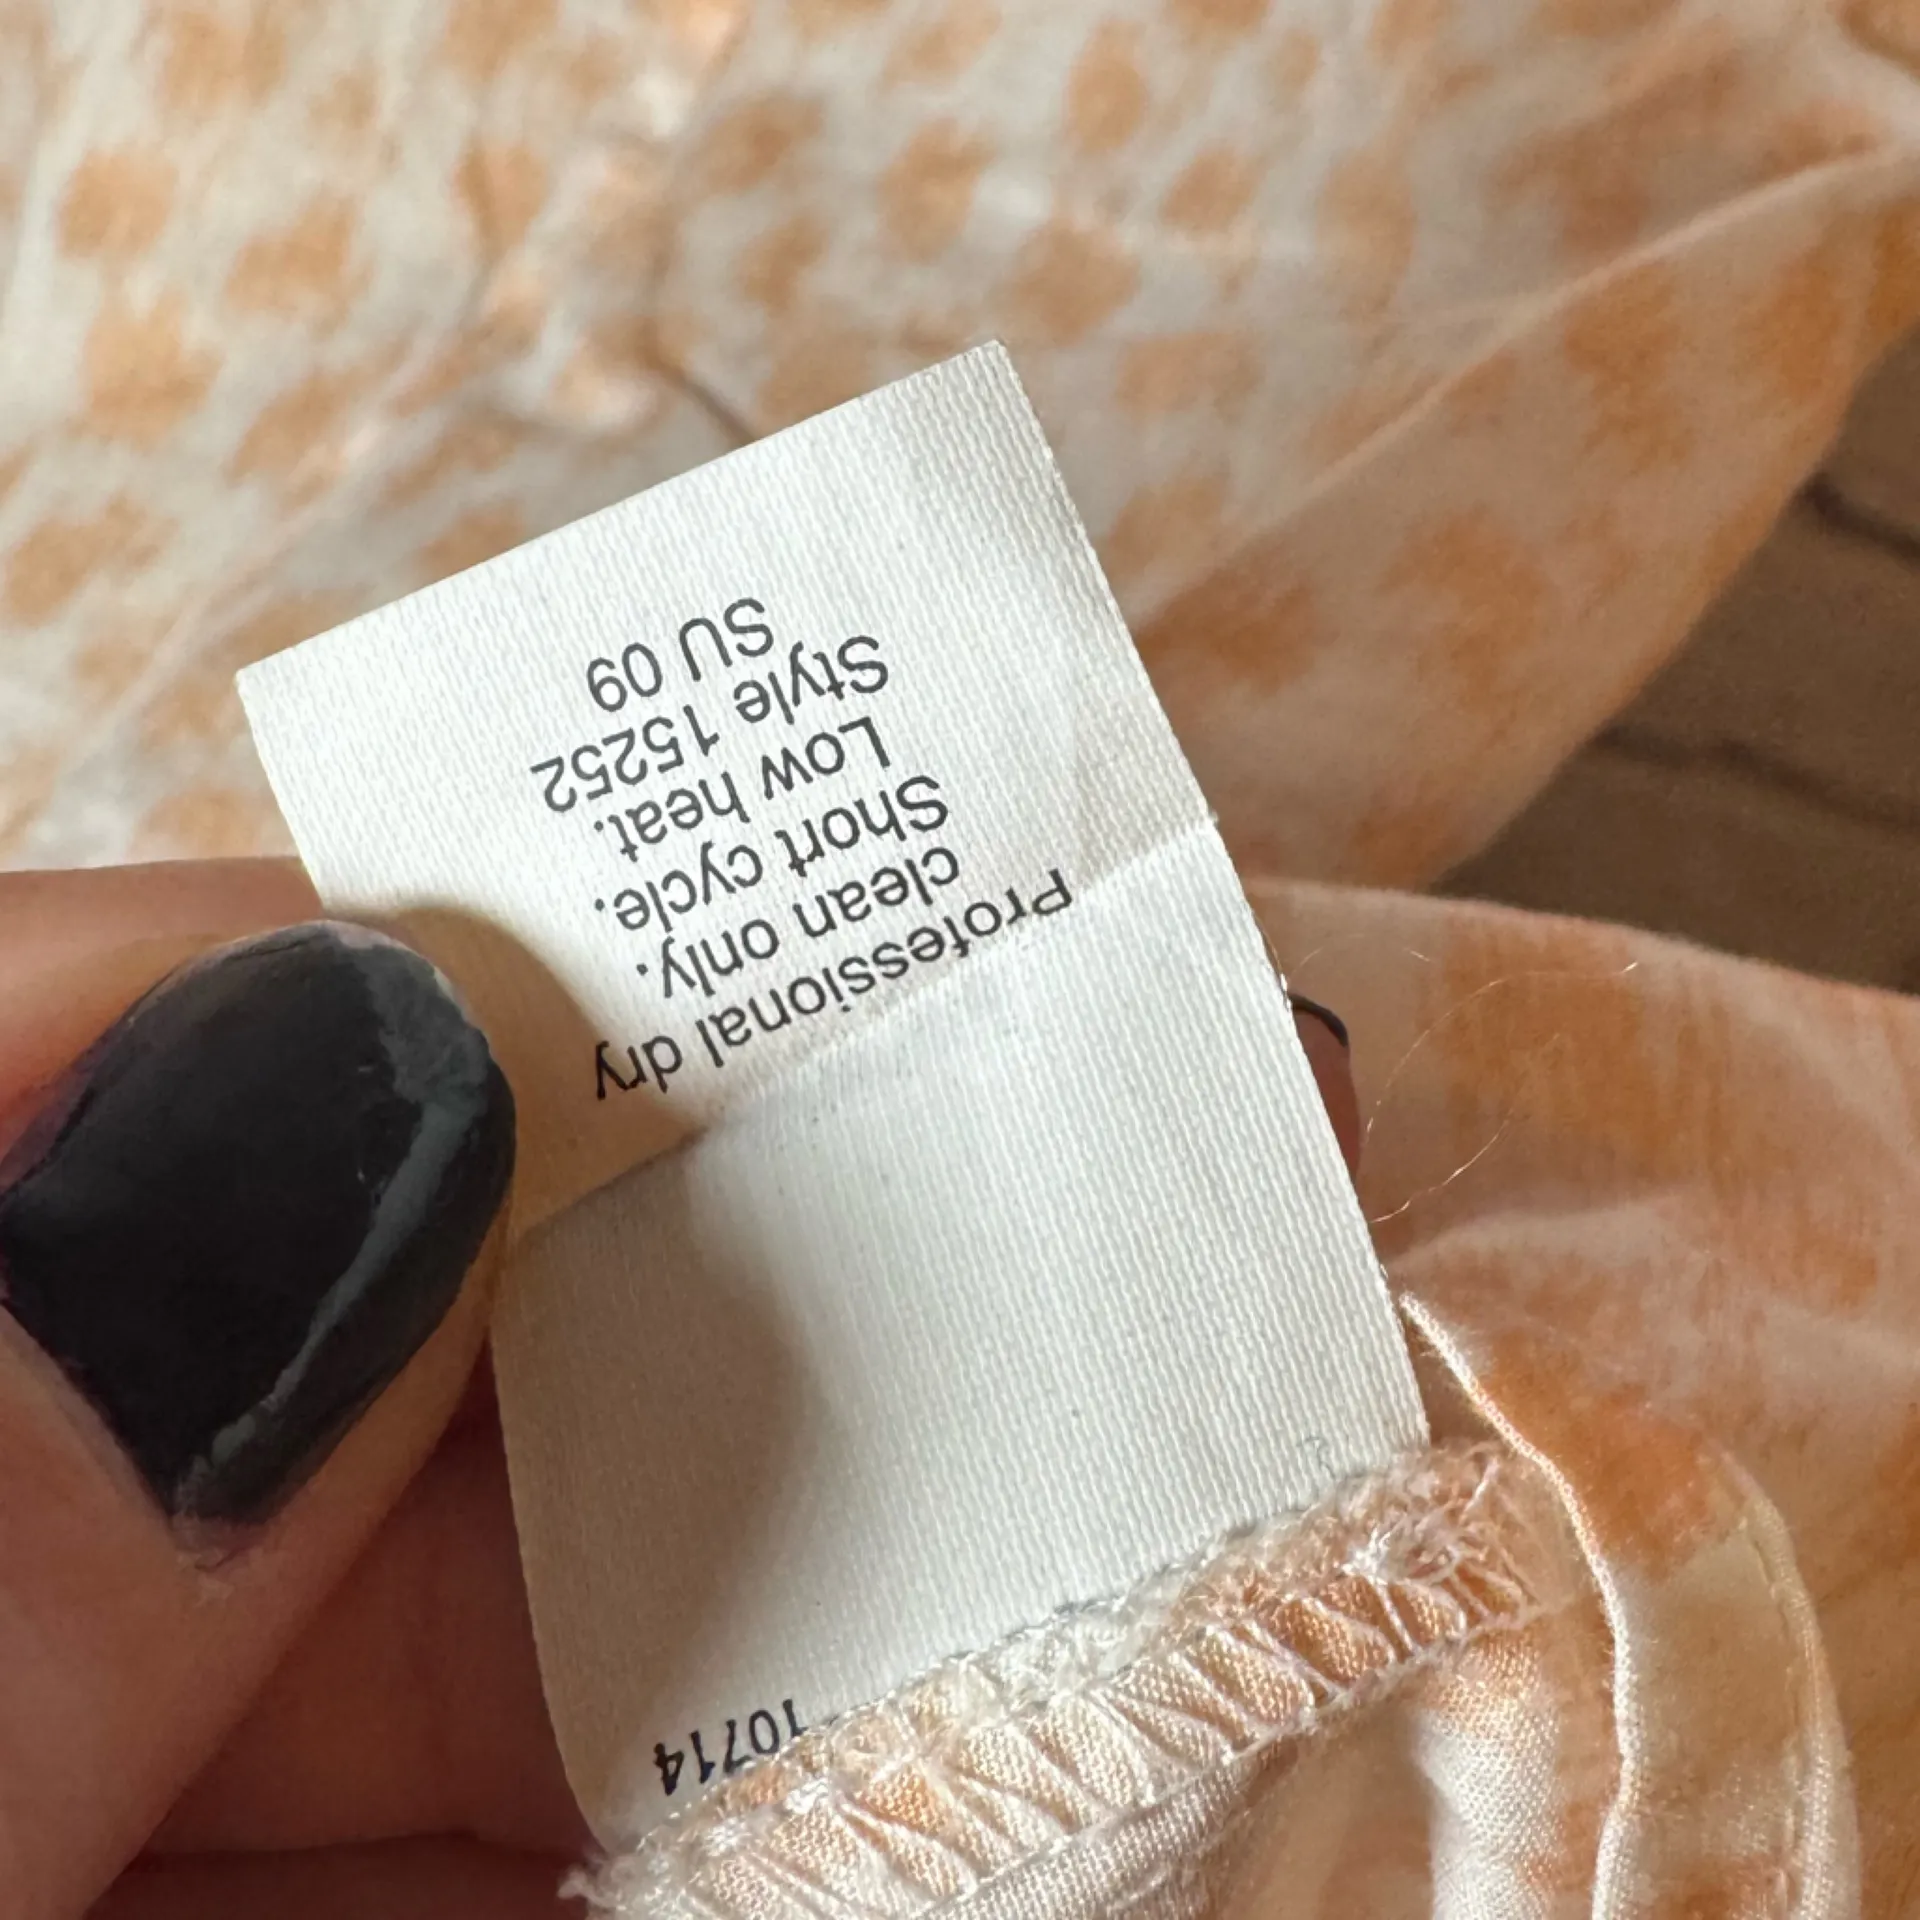 Professional dry
clean only.
Short cycle.
Low heat.
Style 15252
SU 09
10714